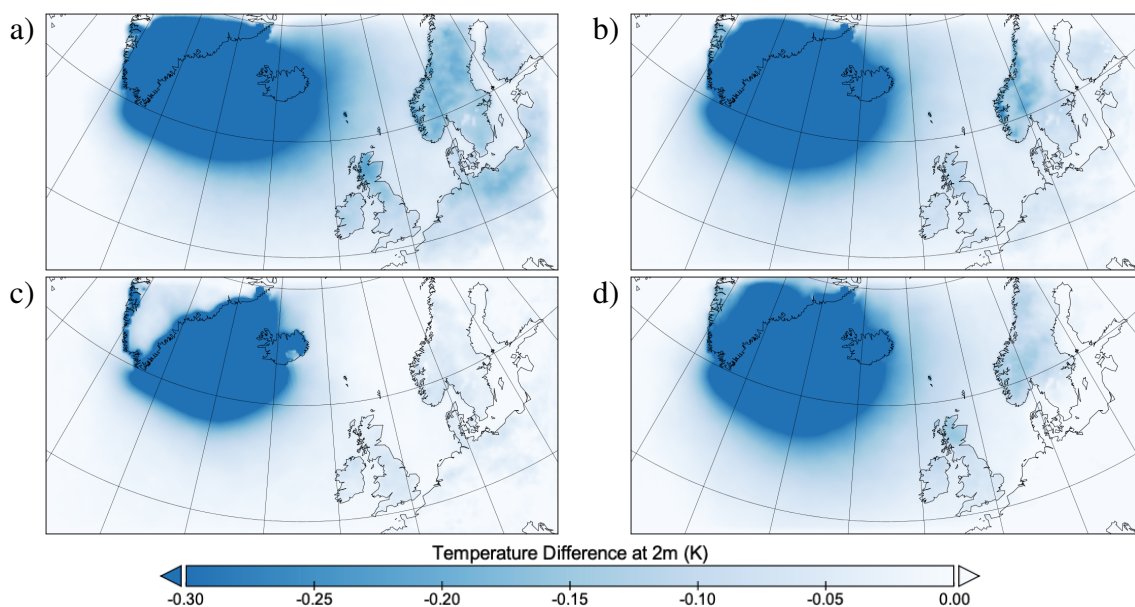 a)
b)
c)
d)
Temperature Difference at 2m (K)
-0.30 -0.25 -0.20 -0.15 -0.10 -0.05 0.00